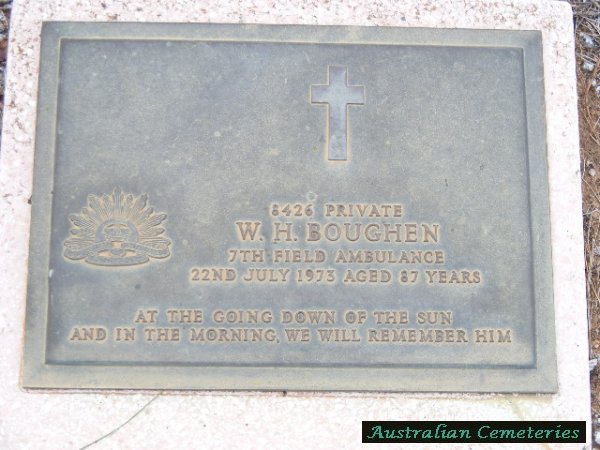 8426 PRIVATE
W. H. BOUGHEN
7TH FIELD AMBULANCE
22ND JULY 1973 AGED 87 YEARS
AT THE GOING DOWN OF THE SUN
AND IN THE MORNING, WE WILL REMEMBER HIM
Australian Cemeteries